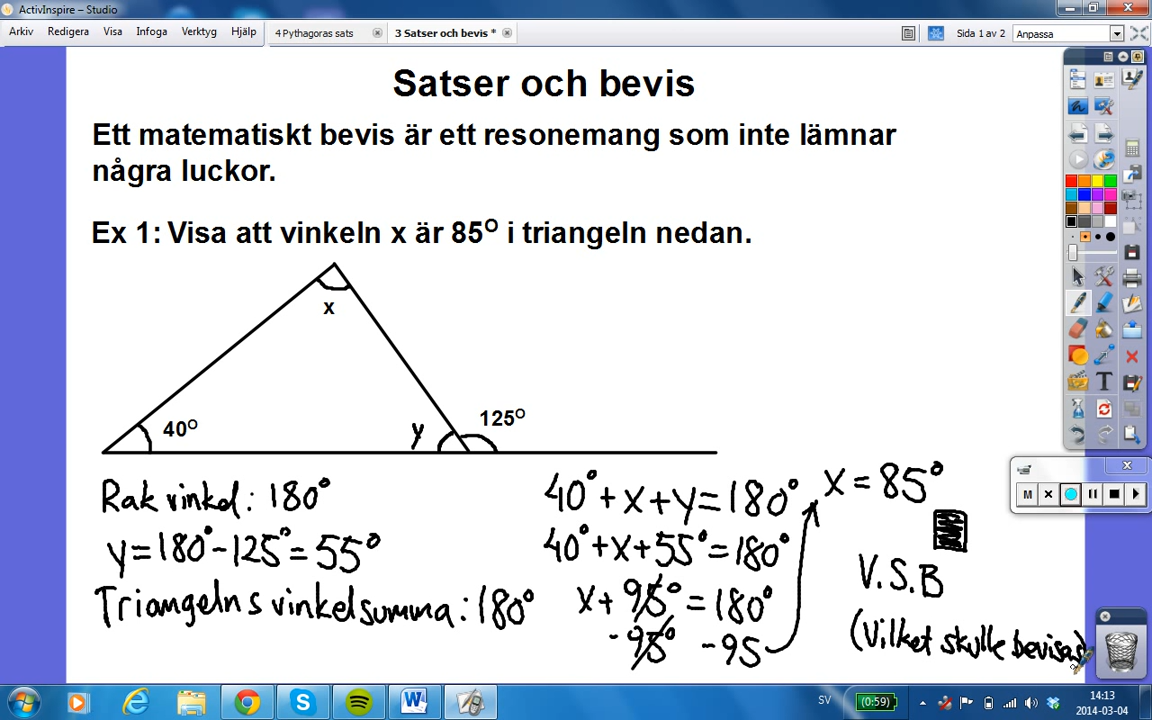 ActivInspire – Studio
Arkiv Redigera Visa Infoga Verktyg Hjälp 4 Pythagoras sats 3 Satser och bevis * Sida 1 av 2 Anpassa
Satser och bevis
Ett matematiskt bevis är ett resonemang som inte lämnar
några luckor.
Ex 1: Visa att vinkeln x är 85° i triangeln nedan.
x
40°
y
125°
Rak vinkel: 180°
y=180°-125°=55°
Triangelns vinkelsumma: 180°
40°+x+y=180°
40°+x+55°=180°
x+95°=180°
-95° -95
x=85°
V.S.B
(Vilket skulle bevisas)
M
SV (0:59) 14:13
2014-03-04